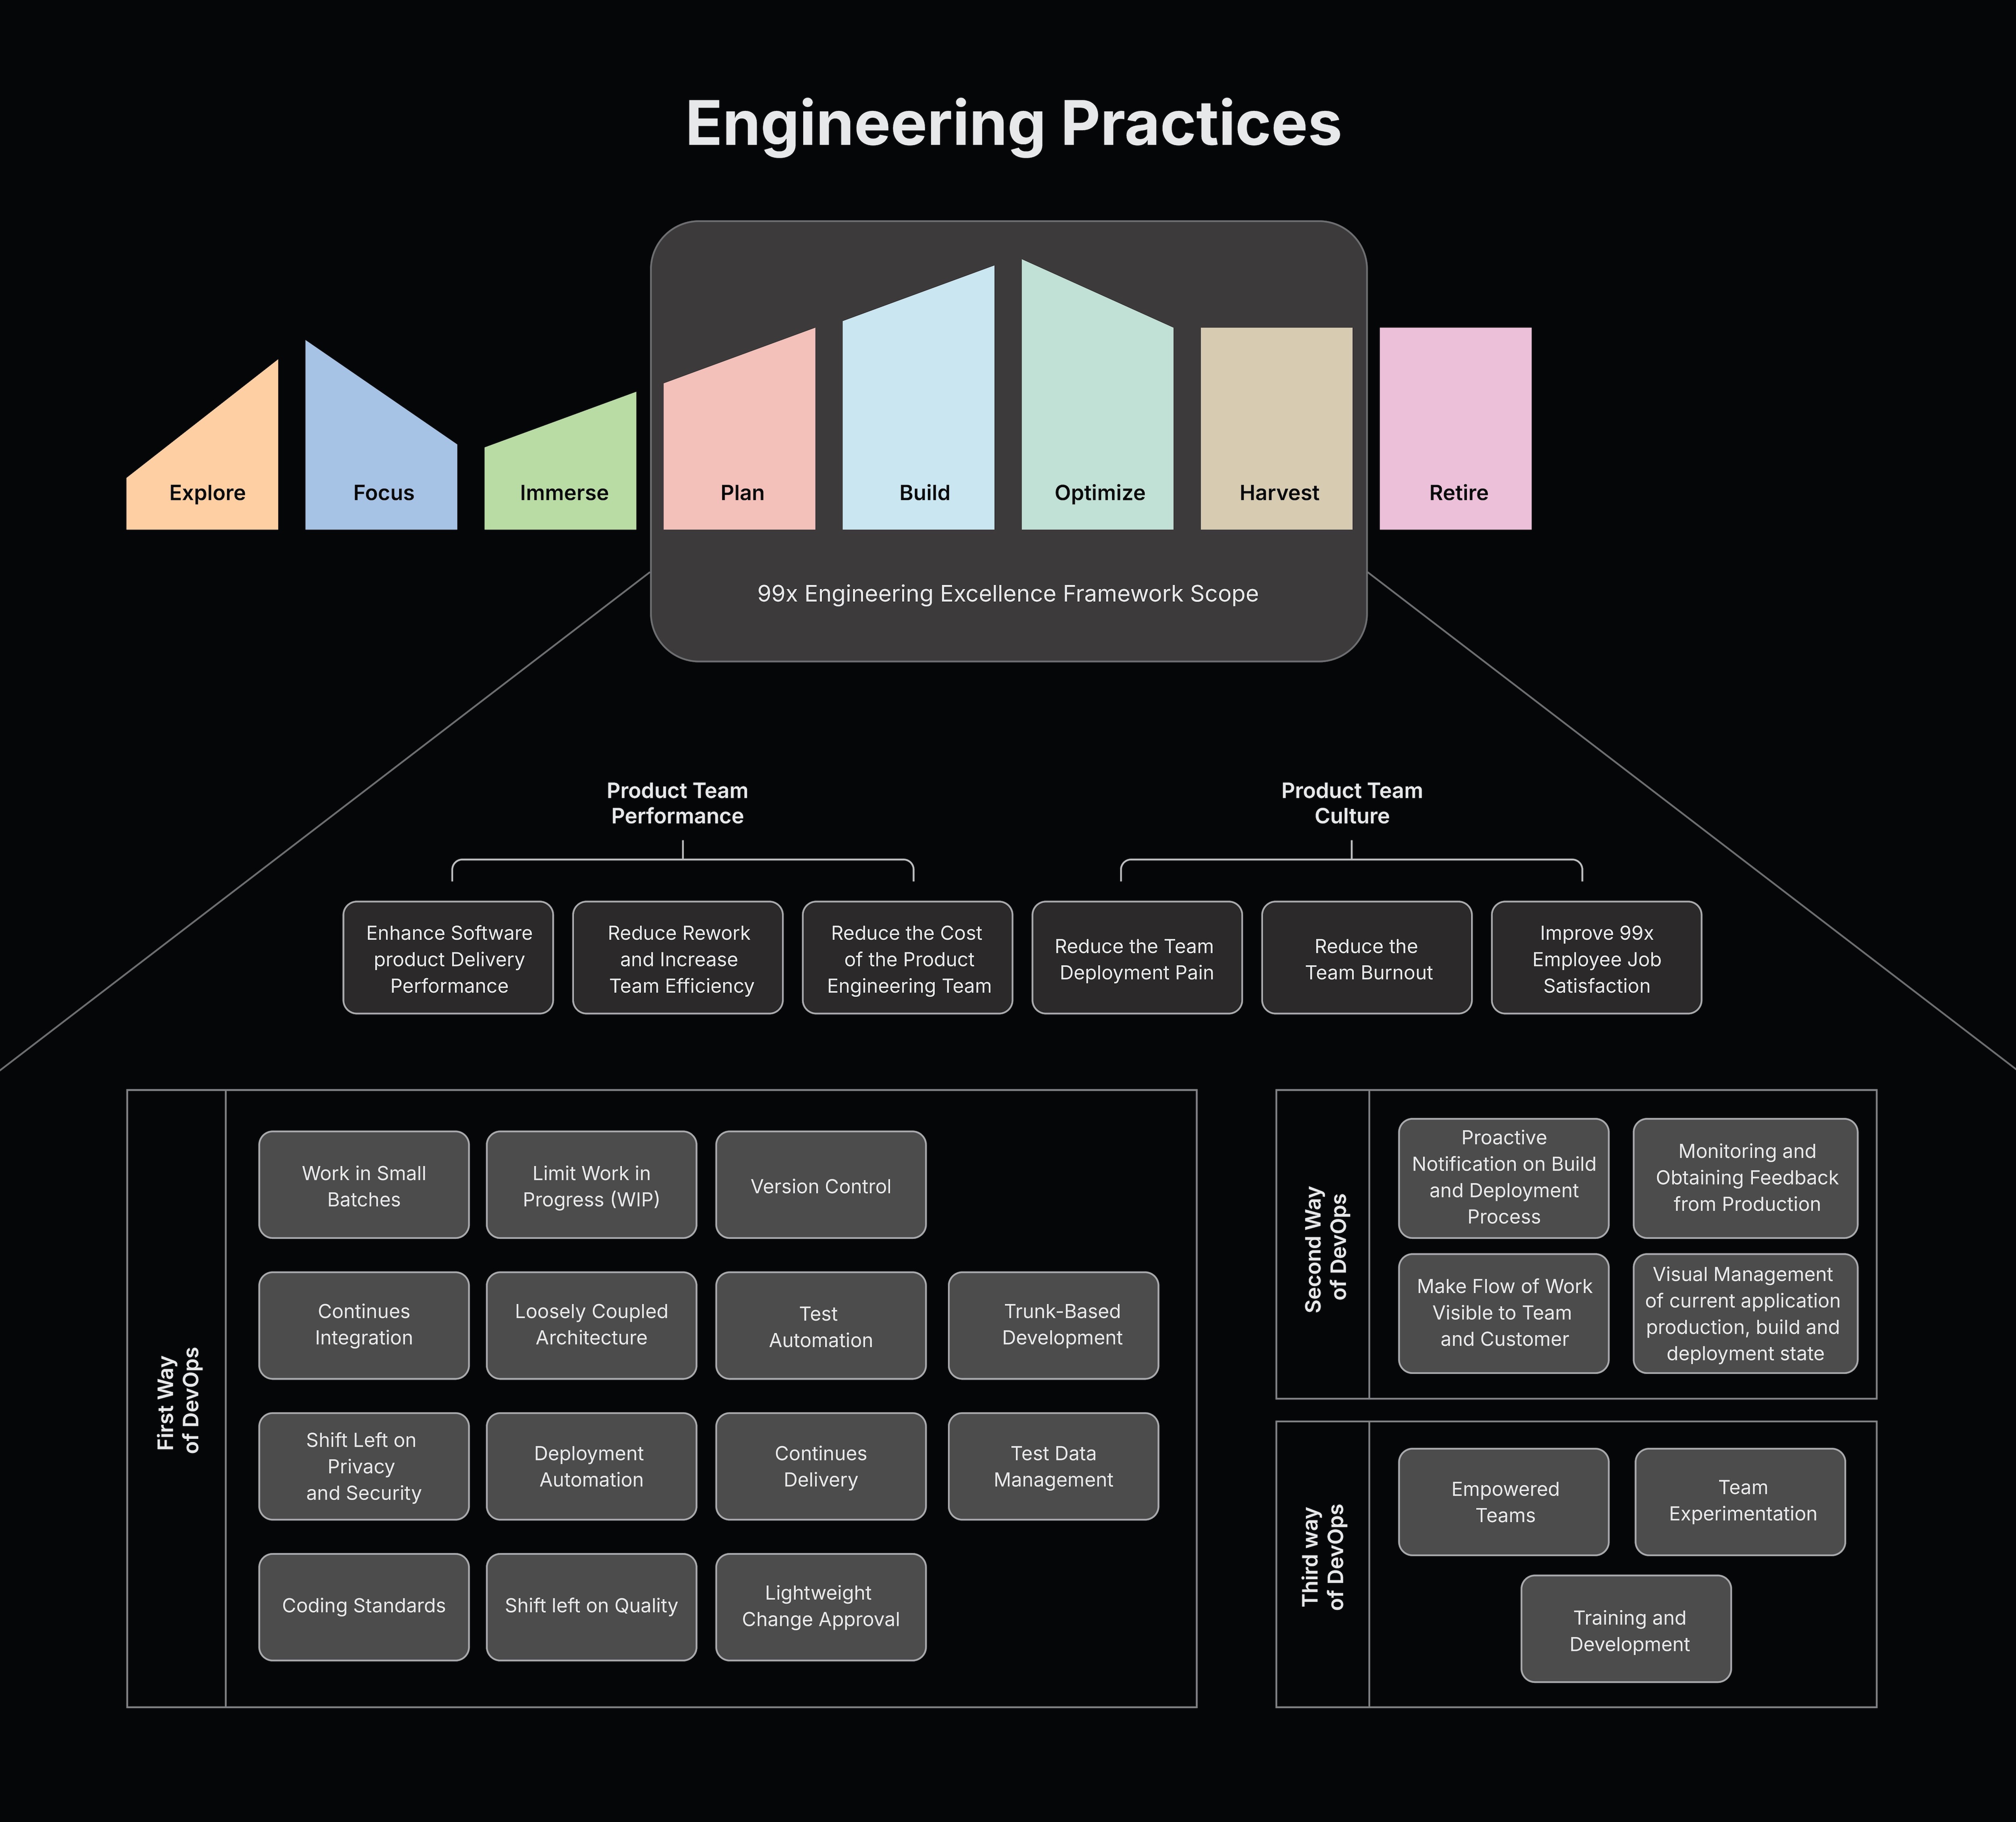 Engineering Practices
Explore
Focus
Immerse
Plan
Build
Optimize
Harvest
Retire
99x Engineering Excellence Framework Scope
Product Team
Performance
Product Team
Culture
Enhance Software
product Delivery
Performance
Reduce Rework
and Increase
Team Efficiency
Reduce the Cost
of the Product
Engineering Team
Reduce the Team
Deployment Pain
Reduce the
Team Burnout
Improve 99x
Employee Job
Satisfaction
First Way
of DevOps
Work in Small
Batches
Limit Work in
Progress (WIP)
Version Control
Continues
Integration
Loosely Coupled
Architecture
Test
Automation
Trunk-Based
Development
Shift Left on
Privacy
and Security
Deployment
Automation
Continues
Delivery
Test Data
Management
Coding Standards
Shift left on Quality
Lightweight
Change Approval
Second Way
of DevOps
Proactive
Notification on Build
and Deployment
Process
Monitoring and
Obtaining Feedback
from Production
Make Flow of Work
Visible to Team
and Customer
Visual Management
of current application
production, build and
deployment state
Third way
of DevOps
Empowered
Teams
Team
Experimentation
Training and
Development